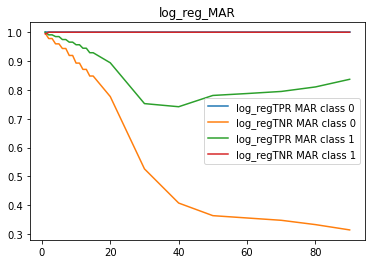 log_reg_MAR
1.0
0.9
0.8
0.7
0.6
0.5
0.4
0.3
log_regTPR MAR class 0
log_regTNR MAR class 0
log_regTPR MAR class 1
log_regTNR MAR class 1
0 20 40 60 80